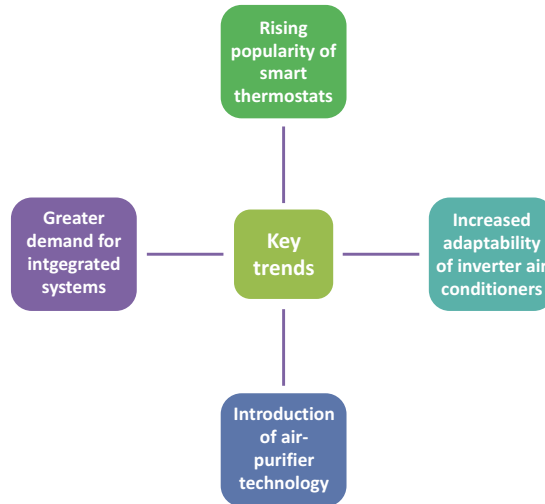 Rising
popularity of
smart
thermostats
Greater
demand for
intgegrated
systems
Key
trends
Increased
adaptability
of inverter air
conditioners
Introduction
of air-
purifier
technology